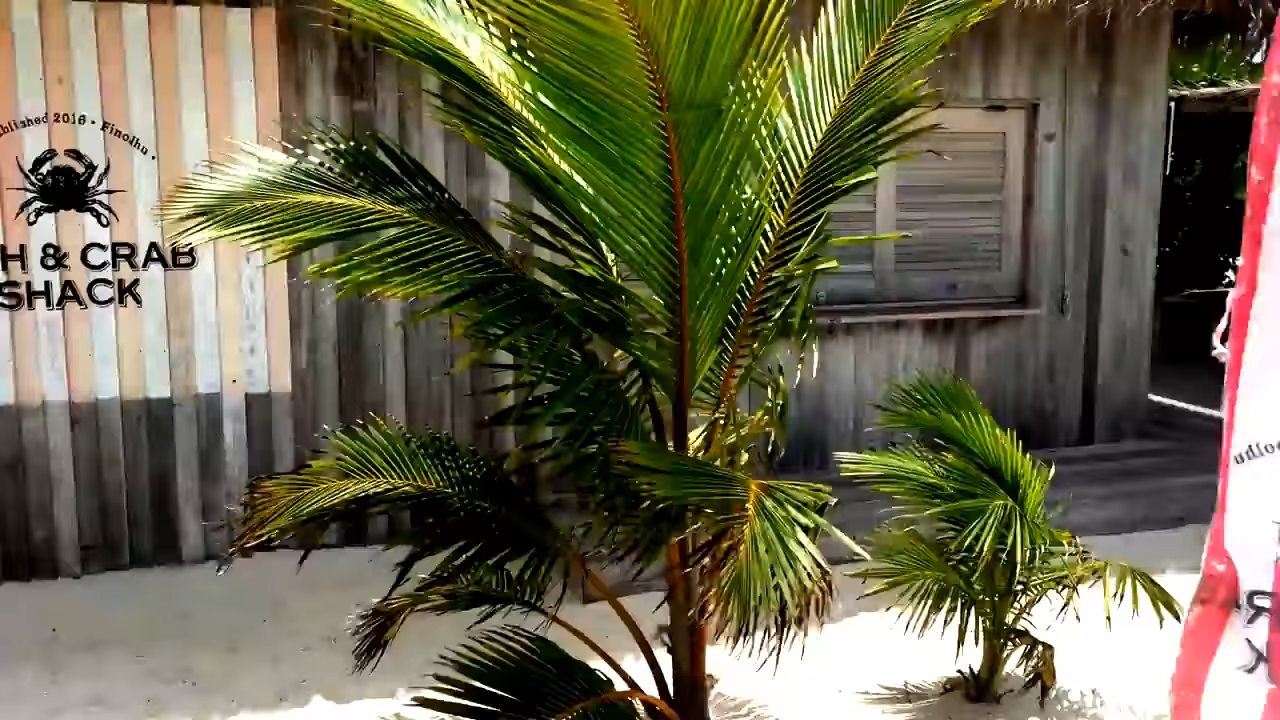 blished 2016 • Finolhu •
H & CRAB
SHACK